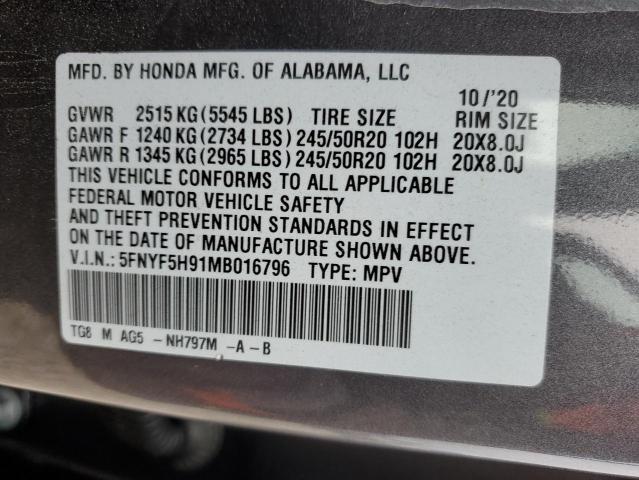 MFD. BY HONDA MFG. OF ALABAMA, LLC
10/'20
GVWR 2515 KG (5545 LBS) TIRE SIZE RIM SIZE
GAWR F 1240 KG (2734 LBS) 245/50R20 102H 20X8.0J
GAWR R 1345 KG (2965 LBS) 245/50R20 102H 20X8.0J
THIS VEHICLE CONFORMS TO ALL APPLICABLE
FEDERAL MOTOR VEHICLE SAFETY
AND THEFT PREVENTION STANDARDS IN EFFECT
ON THE DATE OF MANUFACTURE SHOWN ABOVE.
V.I.N.: 5FNYF5H91MB016796 TYPE: MPV
TG8 M AG5 - NH797M -A-B